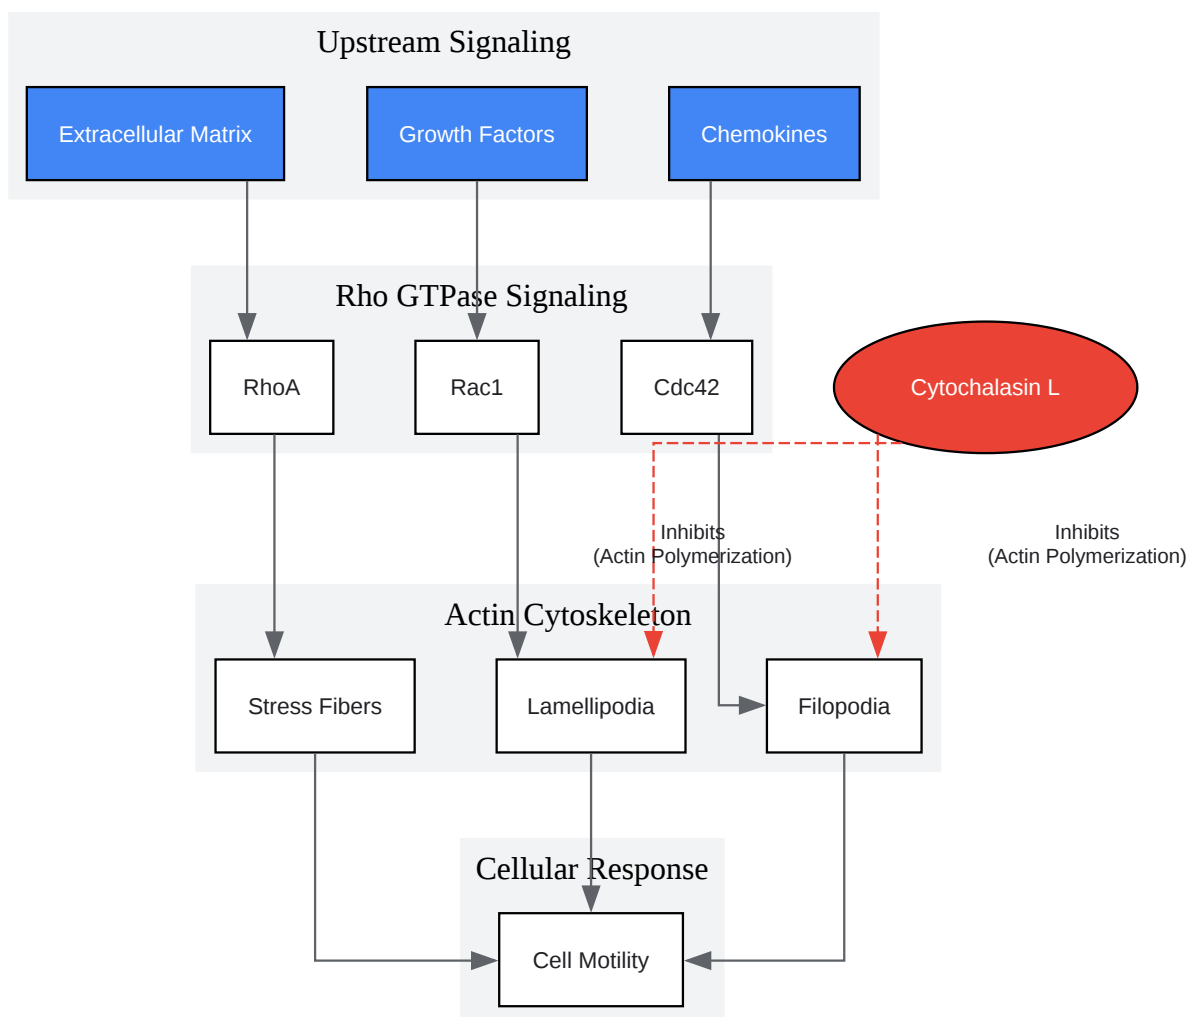 Upstream Signaling
Extracellular Matrix
Growth Factors
Chemokines
Rho GTPase Signaling
RhoA
Rac1
Cdc42
Cytochalasin L
Inhibits
(Actin Polymerization)
Inhibits
(Actin Polymerization)
Actin Cytoskeleton
Stress Fibers
Lamellipodia
Filopodia
Cellular Response
Cell Motility